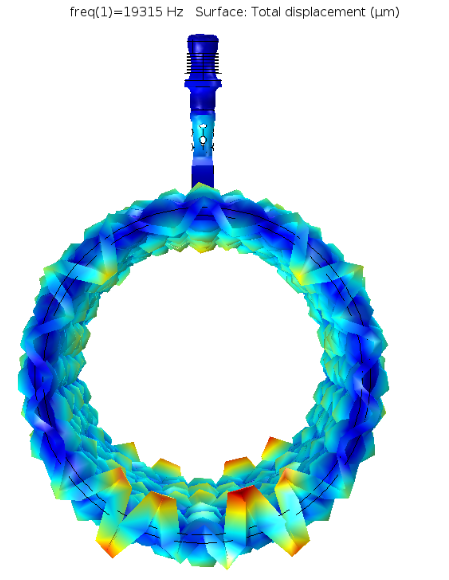 freq(1)=19315 Hz   Surface: Total displacement (μm)